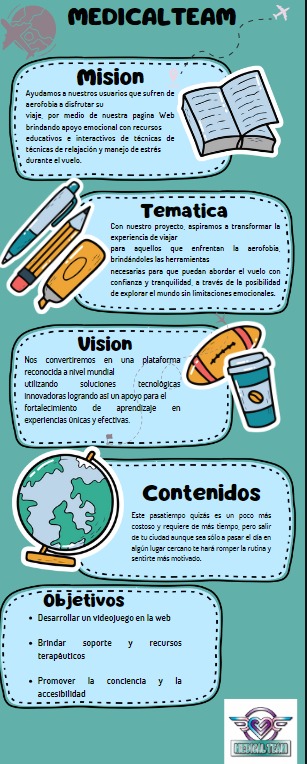 MEDICALTEAM
Mision
Ayudamos a nuestros usuarios que sufren de
aerofobia a disfrutar su
viaje, por medio de nuestra pagina Web
brindando apoyo emocional con recursos
educativos e interactivos de técnicas de
técnicas de relajación y manejo de estrés
durante el vuelo.
Tematica
Con nuestro proyecto, aspiramos a transformar la
experiencia de viajar
para aquellos que enfrentan la aerofobia,
brindándoles las herramientas
necesarias para que puedan abordar el vuelo con
confianza y tranquilidad, a través de la posibilidad
de explorar el mundo sin limitaciones emocionales.
Vision
Nos convertiremos en una plataforma
reconocida a nivel mundial
utilizando soluciones tecnológicas
innovadoras logrando así un apoyo para el
fortalecimiento de aprendizaje en
experiencias únicas y efectivas.
Contenidos
Este pasatiempo quizás es un poco más
costoso y requiere de más tiempo, pero salir
de tu ciudad aunque sea sólo a pasar el día en
algún lugar cercano te hará romper la rutina y
sentirte más motivado.
Objetivos
• Desarrollar un videojuego en la web
• Brindar soporte y recursos
terapéuticos
• Promover la conciencia y la
accesibilidad
MEDICALTEAM